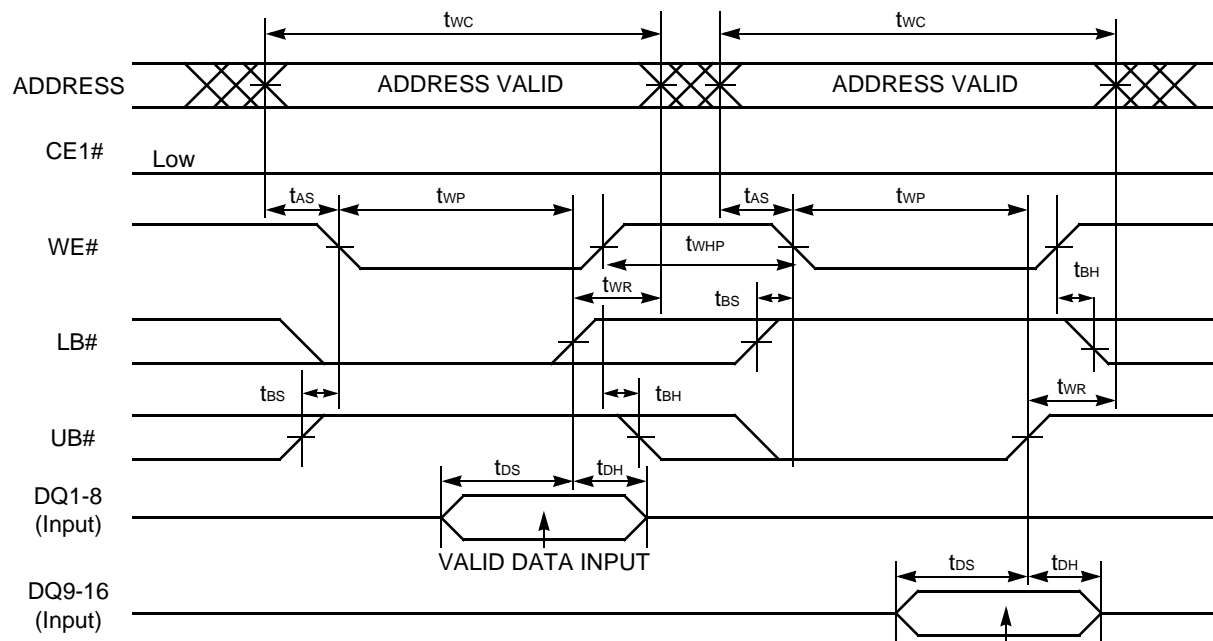 tWC tWC
ADDRESS ADDRESS VALID ADDRESS VALID
CE1# Low
tAS tWP tAS tWP
WE# tWHP
tBH
tWR tBS
LB#
tBS tBH tWR
UB#
tDS tDH
DQ1-8
(Input)
VALID DATA INPUT
tDS tDH
DQ9-16
(Input)